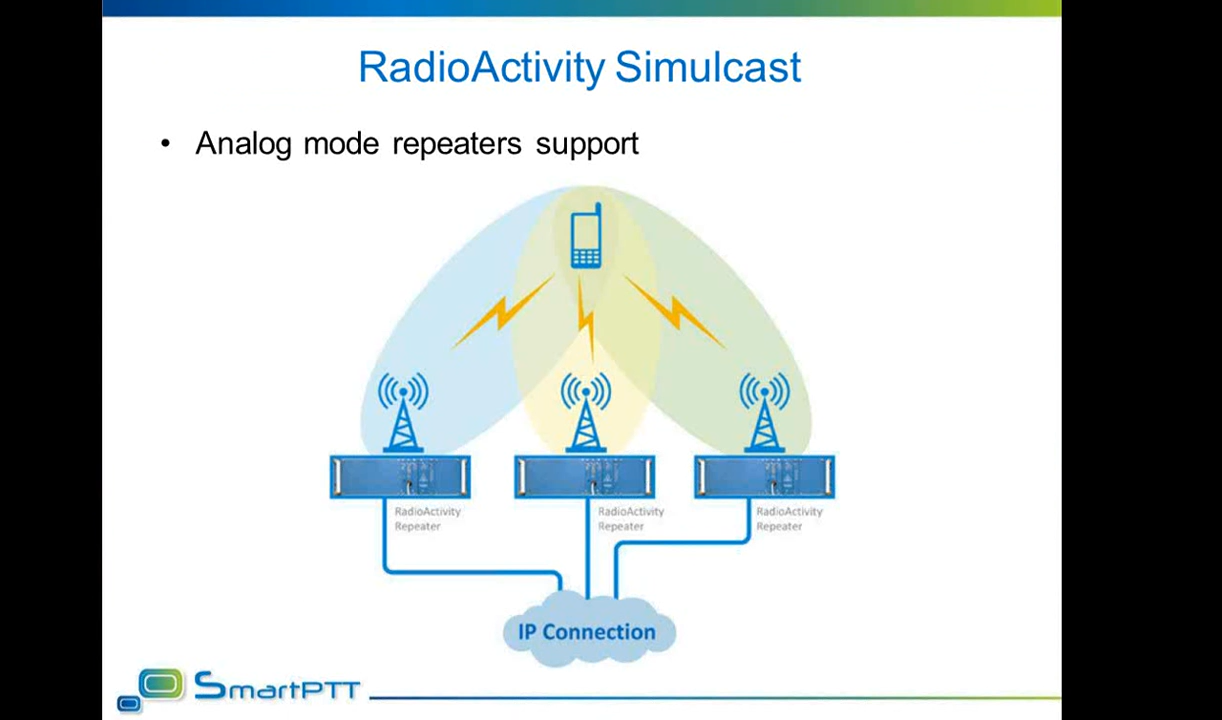 RadioActivity Simulcast
• Analog mode repeaters support
RadioActivity
Repeater
RadioActivity
Repeater
RadioActivity
Repeater
IP Connection
SmartPTT